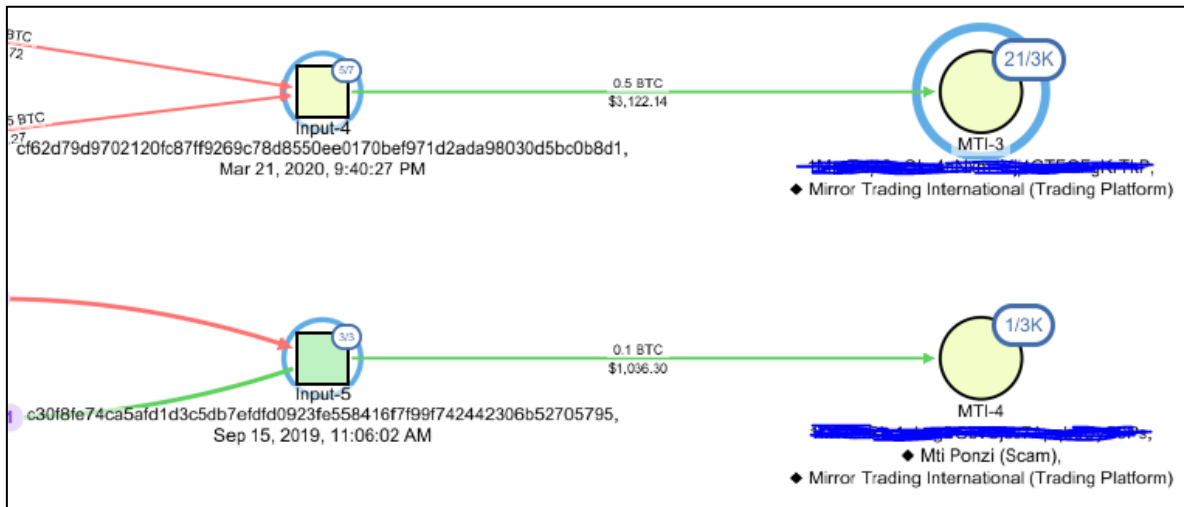 BTC
72
5/7
0.5 BTC
$3,122.14
21/3K
5 BTC
.27
Input-4
cf62d79d9702120fc87ff9269c78d8550ee0170bef971d2ada98030d5bc0b8d1,
Mar 21, 2020, 9:40:27 PM
MTI-3
◆ Mirror Trading International (Trading Platform)
3/3
0.1 BTC
$1,036.30
1/3K
Input-5
c30f8fe74ca5afd1d3c5db7efdfd0923fe558416f7f99f742442306b52705795,
Sep 15, 2019, 11:06:02 AM
MTI-4
◆ Mti Ponzi (Scam),
◆ Mirror Trading International (Trading Platform)